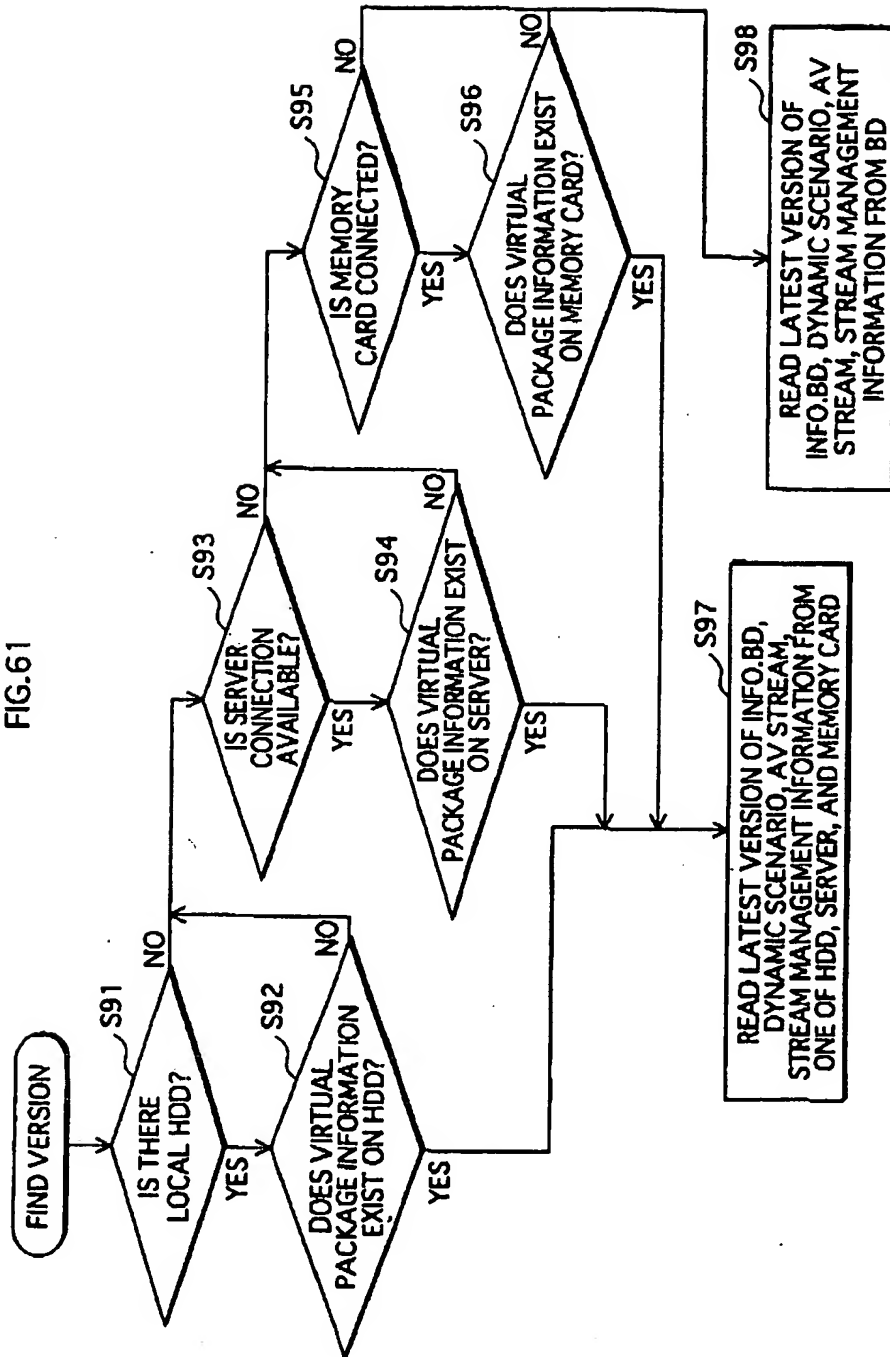 FIG.61
FIND VERSION
S91
IS THERE
LOCAL HDD?
NO
YES
S92
DOES VIRTUAL
PACKAGE INFORMATION
EXIST ON HDD?
NO
YES
S93
IS SERVER
CONNECTION
AVAILABLE?
NO
YES
S94
DOES VIRTUAL
PACKAGE INFORMATION EXIST
ON SERVER?
NO
YES
S95
IS MEMORY
CARD CONNECTED?
NO
YES
S96
DOES VIRTUAL
PACKAGE INFORMATION EXIST
ON MEMORY CARD?
NO
YES
S97
READ LATEST VERSION OF INFO.BD,
DYNAMIC SCENARIO, AV STREAM,
STREAM MANAGEMENT INFORMATION FROM
ONE OF HDD, SERVER, AND MEMORY CARD
S98
READ LATEST VERSION OF
INFO.BD, DYNAMIC SCENARIO, AV
STREAM, STREAM MANAGEMENT
INFORMATION FROM BD